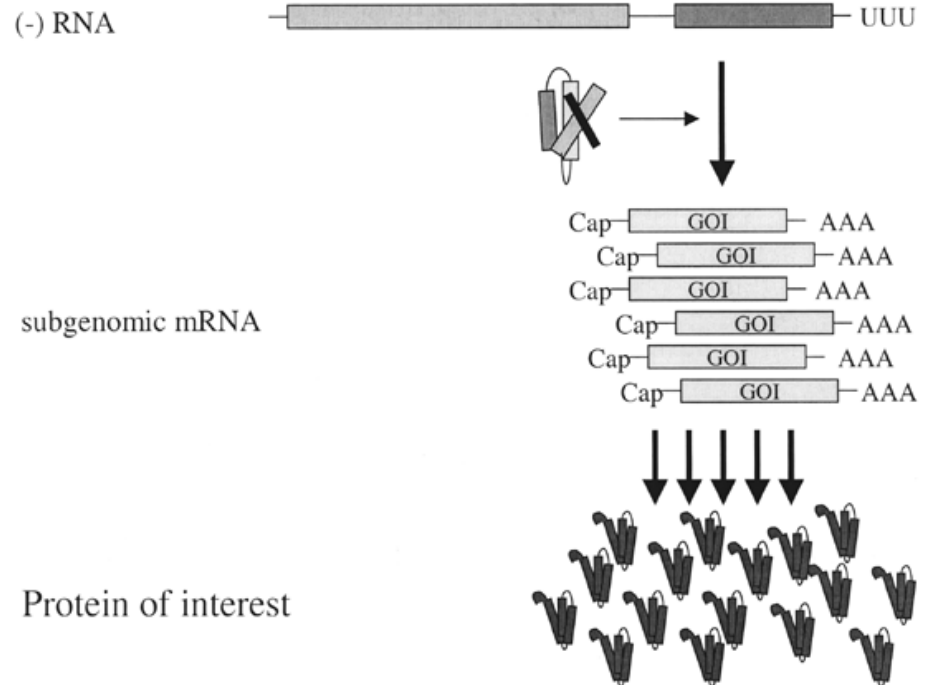 (-) RNA UUU
Cap GOI AAA
Cap GOI AAA
Cap GOI AAA
subgenomic mRNA Cap GOI AAA
Cap GOI AAA
Cap GOI AAA
Protein of interest